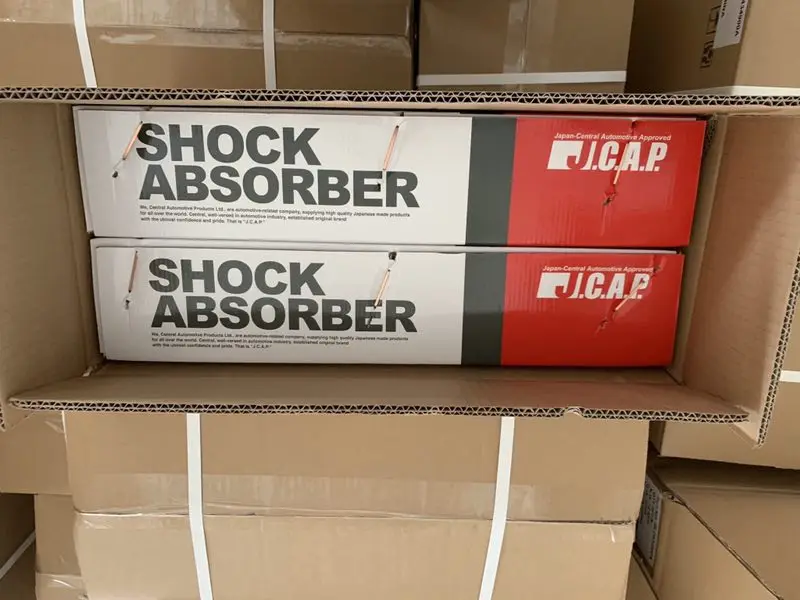 SHOCK
ABSORBER
We, Central Automotive Products Ltd., are automotive-related company, supplying high quality Japanese made products
for all over the world. Central, well-versed in automotive industry, established original brand
with the utmost confidence and pride. That is "J.C.A.P."
Japan-Central Automotive Approved
J.C.A.P.
SHOCK
ABSORBER
We, Central Automotive Products Ltd., are automotive-related company, supplying high quality Japanese made products
for all over the world. Central, well-versed in automotive industry, established original brand
with the utmost confidence and pride. That is "J.C.A.P."
Japan-Central Automotive Approved
J.C.A.P.